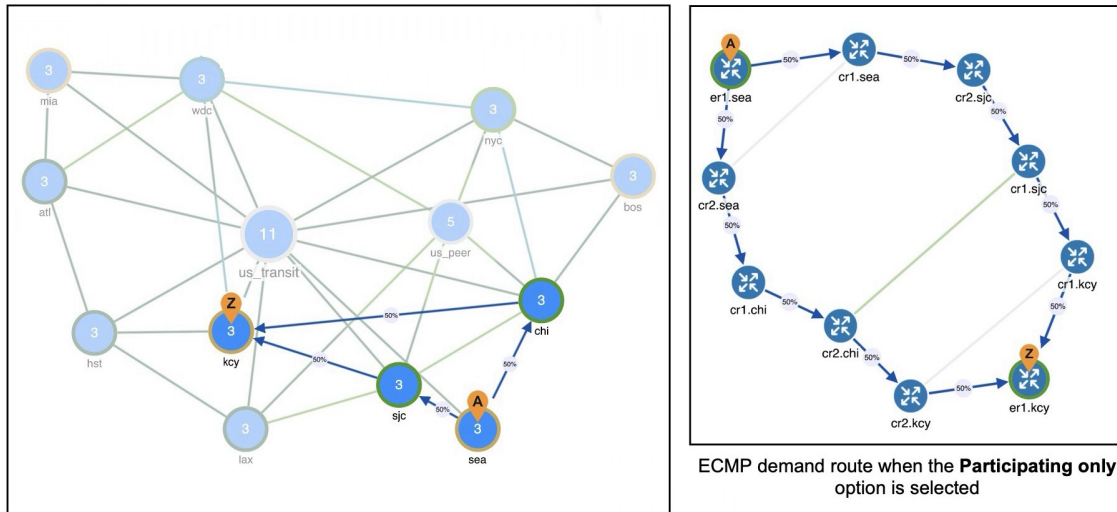 3
mia
3
wdc
3
nyc
3
atl
3
bos
11
us_transit
5
us_peer
Z
3
kcy
50%
3
chi
3
hst
50%
50%
3
sjc
50%
A
3
sea
3
lax
A
er1.sea
50%
cr1.sea
50%
cr2.sjc
50%
50%
cr1.sjc
cr2.sea
50%
50%
cr1.chi
50%
cr1.kcy
50%
cr2.chi
50%
Z
er1.kcy
50%
cr2.kcy
ECMP demand route when the Participating only
option is selected